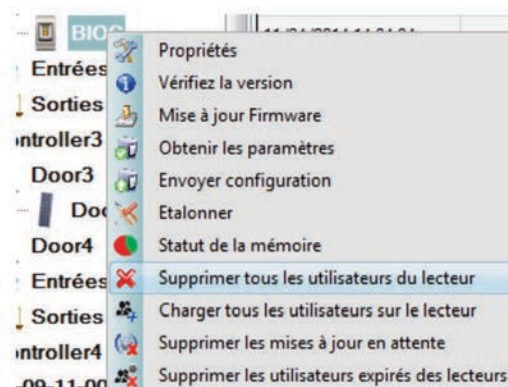 BIOC
Propriétés
Entrées
Vérifiez la version
Sorties
Mise à jour Firmware
ntroller3
Obtenir les paramètres
Door3
Envoyer configuration
Doo
Etalonner
Door4
Statut de la mémoire
Entrées
Supprimer tous les utilisateurs du lecteur
Sorties
Charger tous les utilisateurs sur le lecteur
ntroller4
Supprimer les mises à jour en attente
-09-11-00
Supprimer les utilisateurs expirés des lecteurs